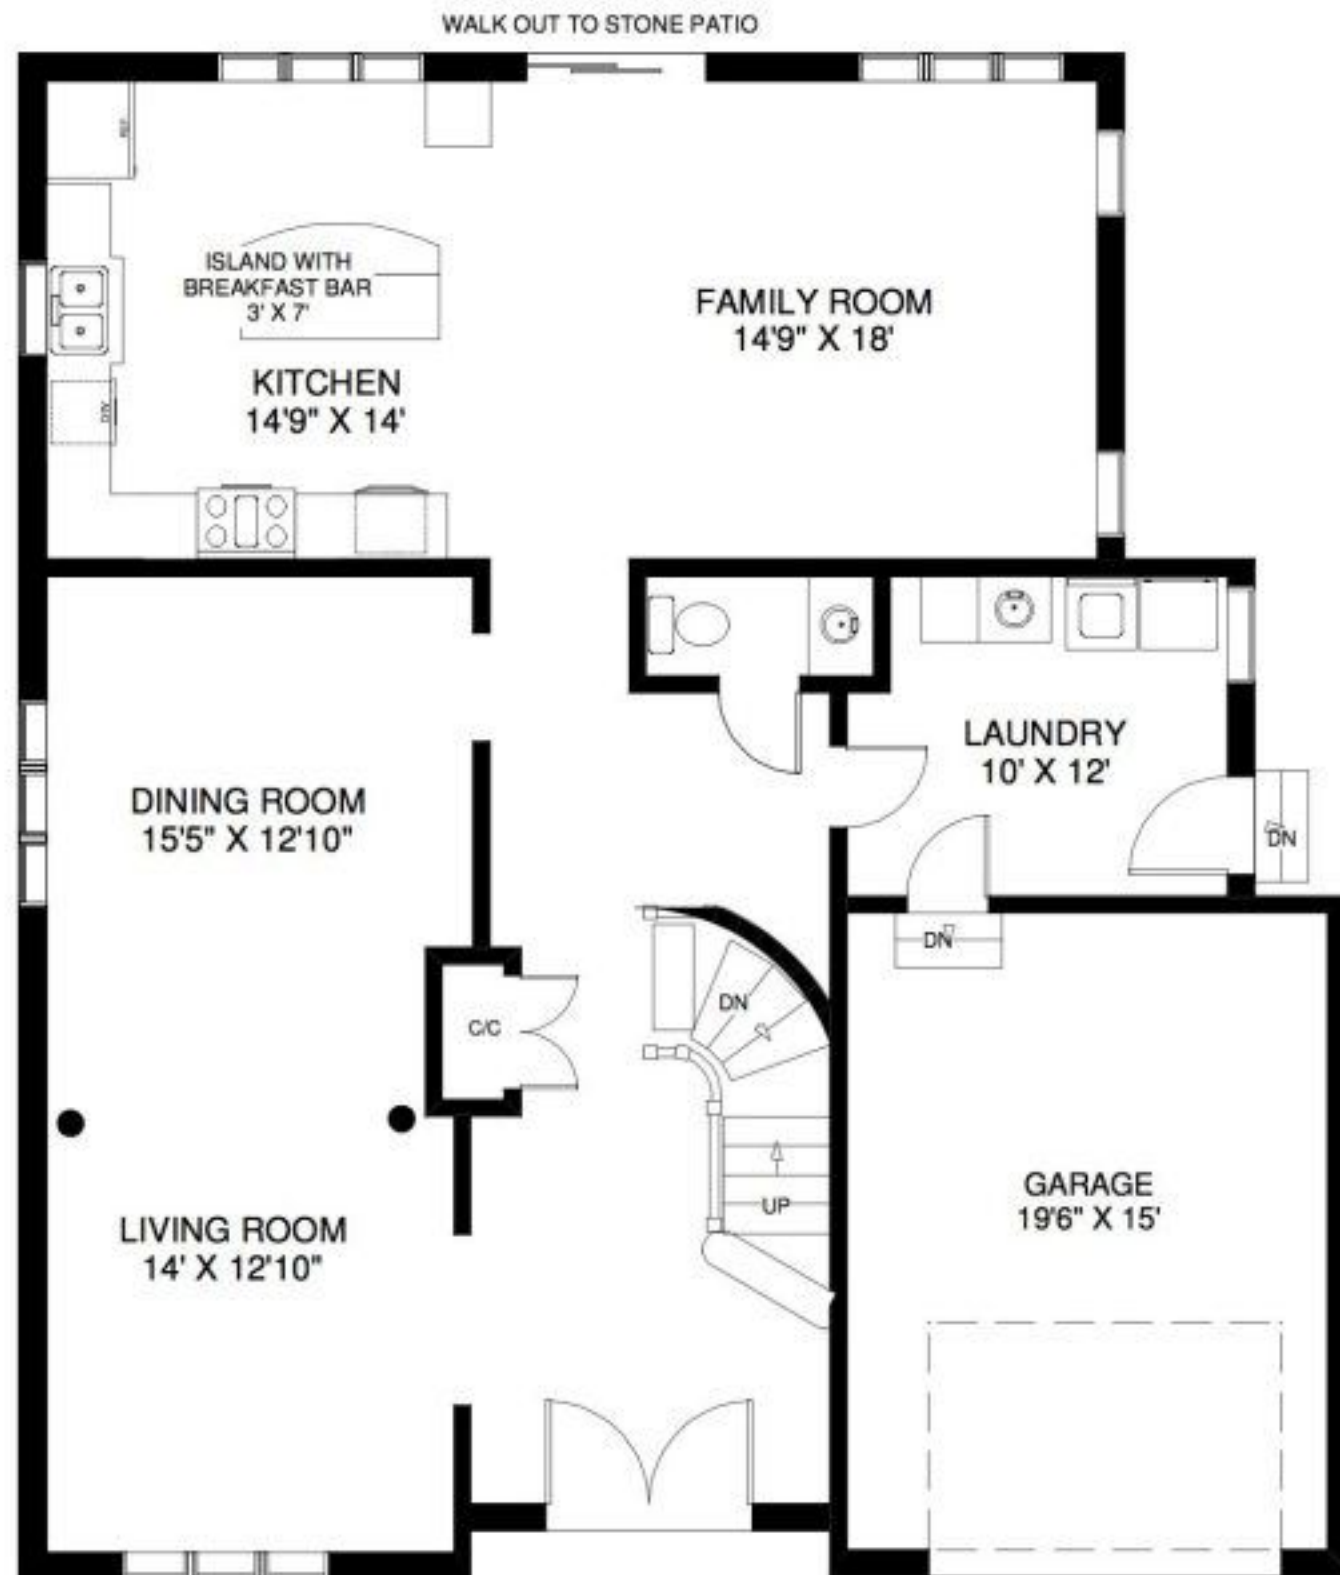 WALK OUT TO STONE PATIO
REF
ISLAND WITH
BREAKFAST BAR
3' X 7'
FAMILY ROOM
14'9" X 18'
KITCHEN
14'9" X 14'
LAUNDRY
10' X 12'
DINING ROOM
15'5" X 12'10"
DN
DN
DN
C/C
UP
GARAGE
19'6" X 15'
LIVING ROOM
14' X 12'10"